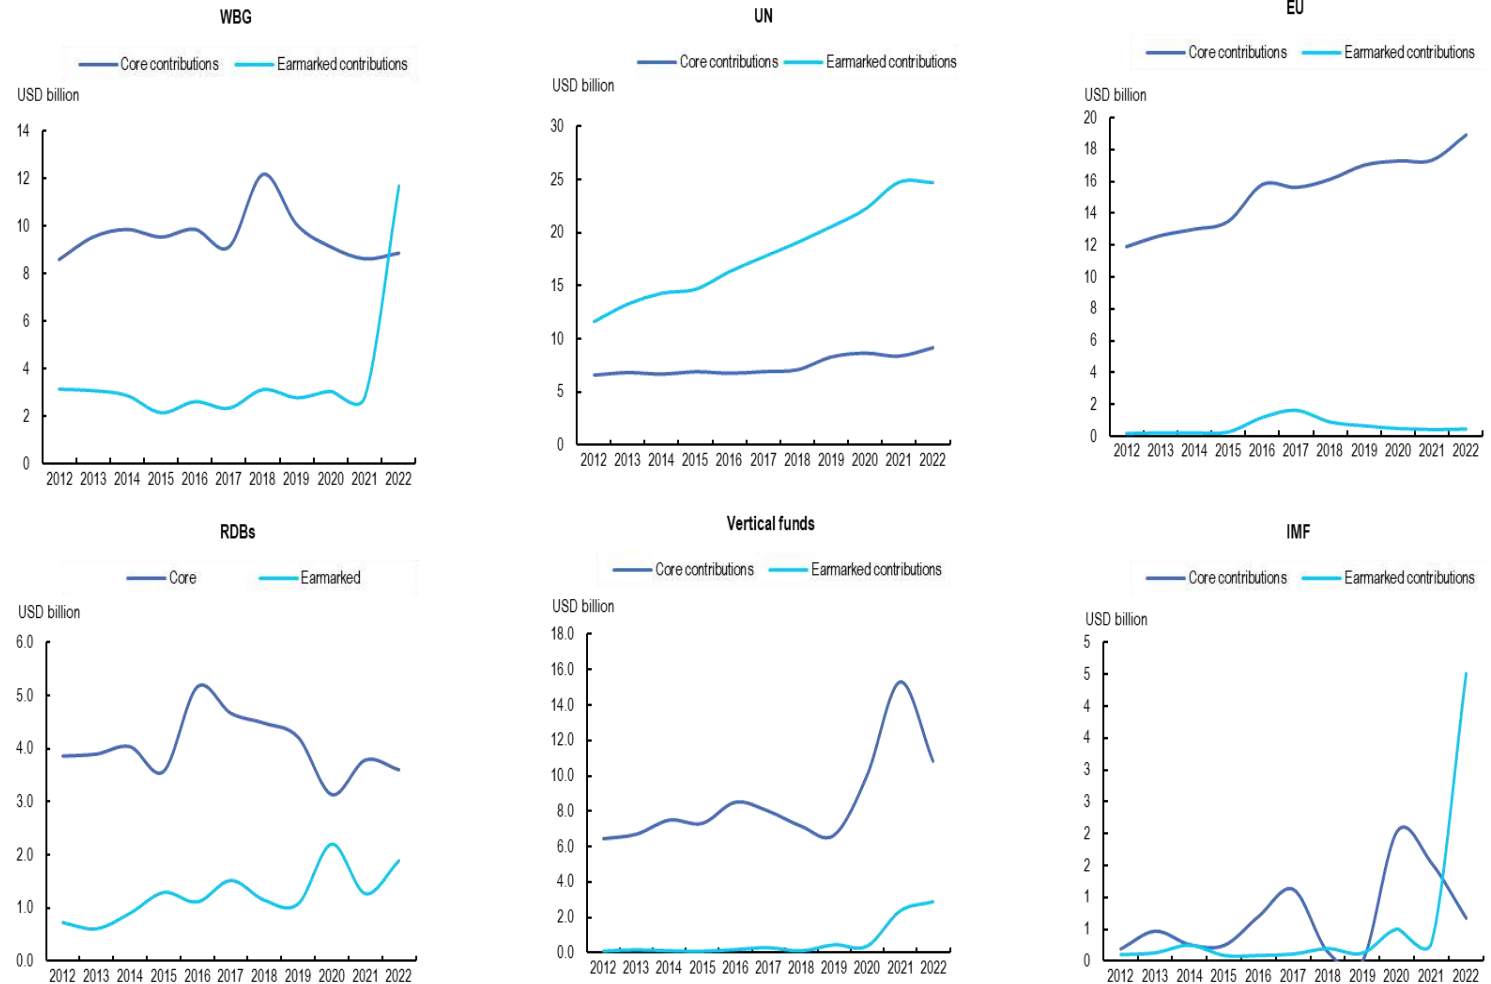 WBG
Core contributions Earmarked contributions
USD billion
14
12
10
8
6
4
2
0
2012 2013 2014 2015 2016 2017 2018 2019 2020 2021 2022
UN
Core contributions Earmarked contributions
USD billion
30
25
20
15
10
5
0
2012 2013 2014 2015 2016 2017 2018 2019 2020 2021 2022
EU
Core contributions Earmarked contributions
USD billion
20
18
16
14
12
10
8
6
4
2
0
2012 2013 2014 2015 2016 2017 2018 2019 2020 2021 2022
RDBs
Core Earmarked
USD billion
6.0
5.0
4.0
3.0
2.0
1.0
0.0
2012 2013 2014 2015 2016 2017 2018 2019 2020 2021 2022
Vertical funds
Core contributions Earmarked contributions
USD billion
18.0
16.0
14.0
12.0
10.0
8.0
6.0
4.0
2.0
0.0
2012 2013 2014 2015 2016 2017 2018 2019 2020 2021 2022
IMF
Core contributions Earmarked contributions
USD billion
5
5
4
4
3
3
2
2
1
1
0
2012 2013 2014 2015 2016 2017 2018 2019 2020 2021 2022